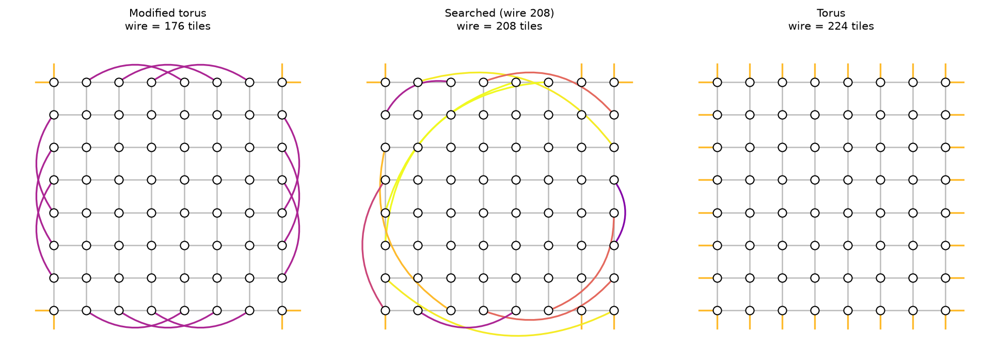 Modified torus
wire = 176 tiles
Searched (wire 208)
wire = 208 tiles
Torus
wire = 224 tiles